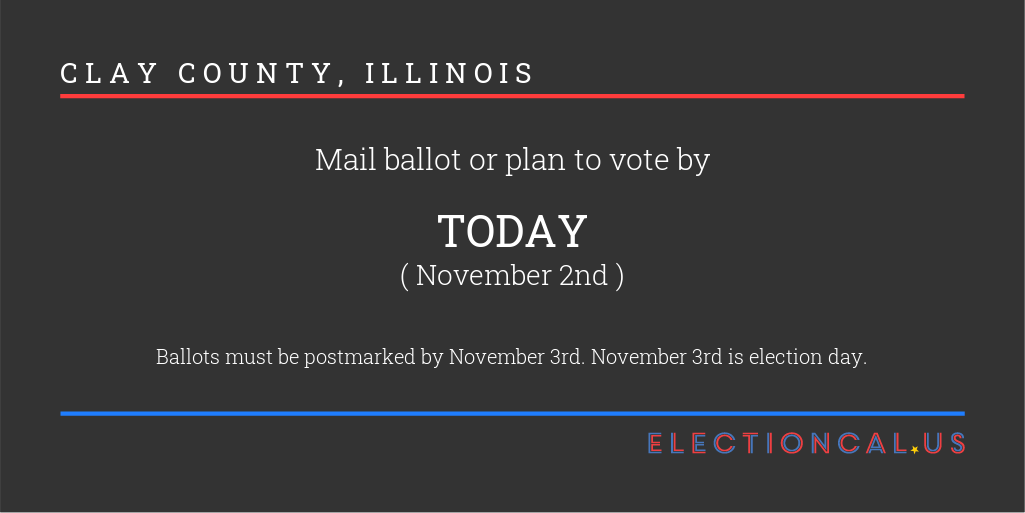 CLAY COUNTY, ILLINOIS
Mail ballot or plan to vote by
TODAY
( November 2nd )
Ballots must be postmarked by November 3rd. November 3rd is election day.
ELECTIONCAL.US